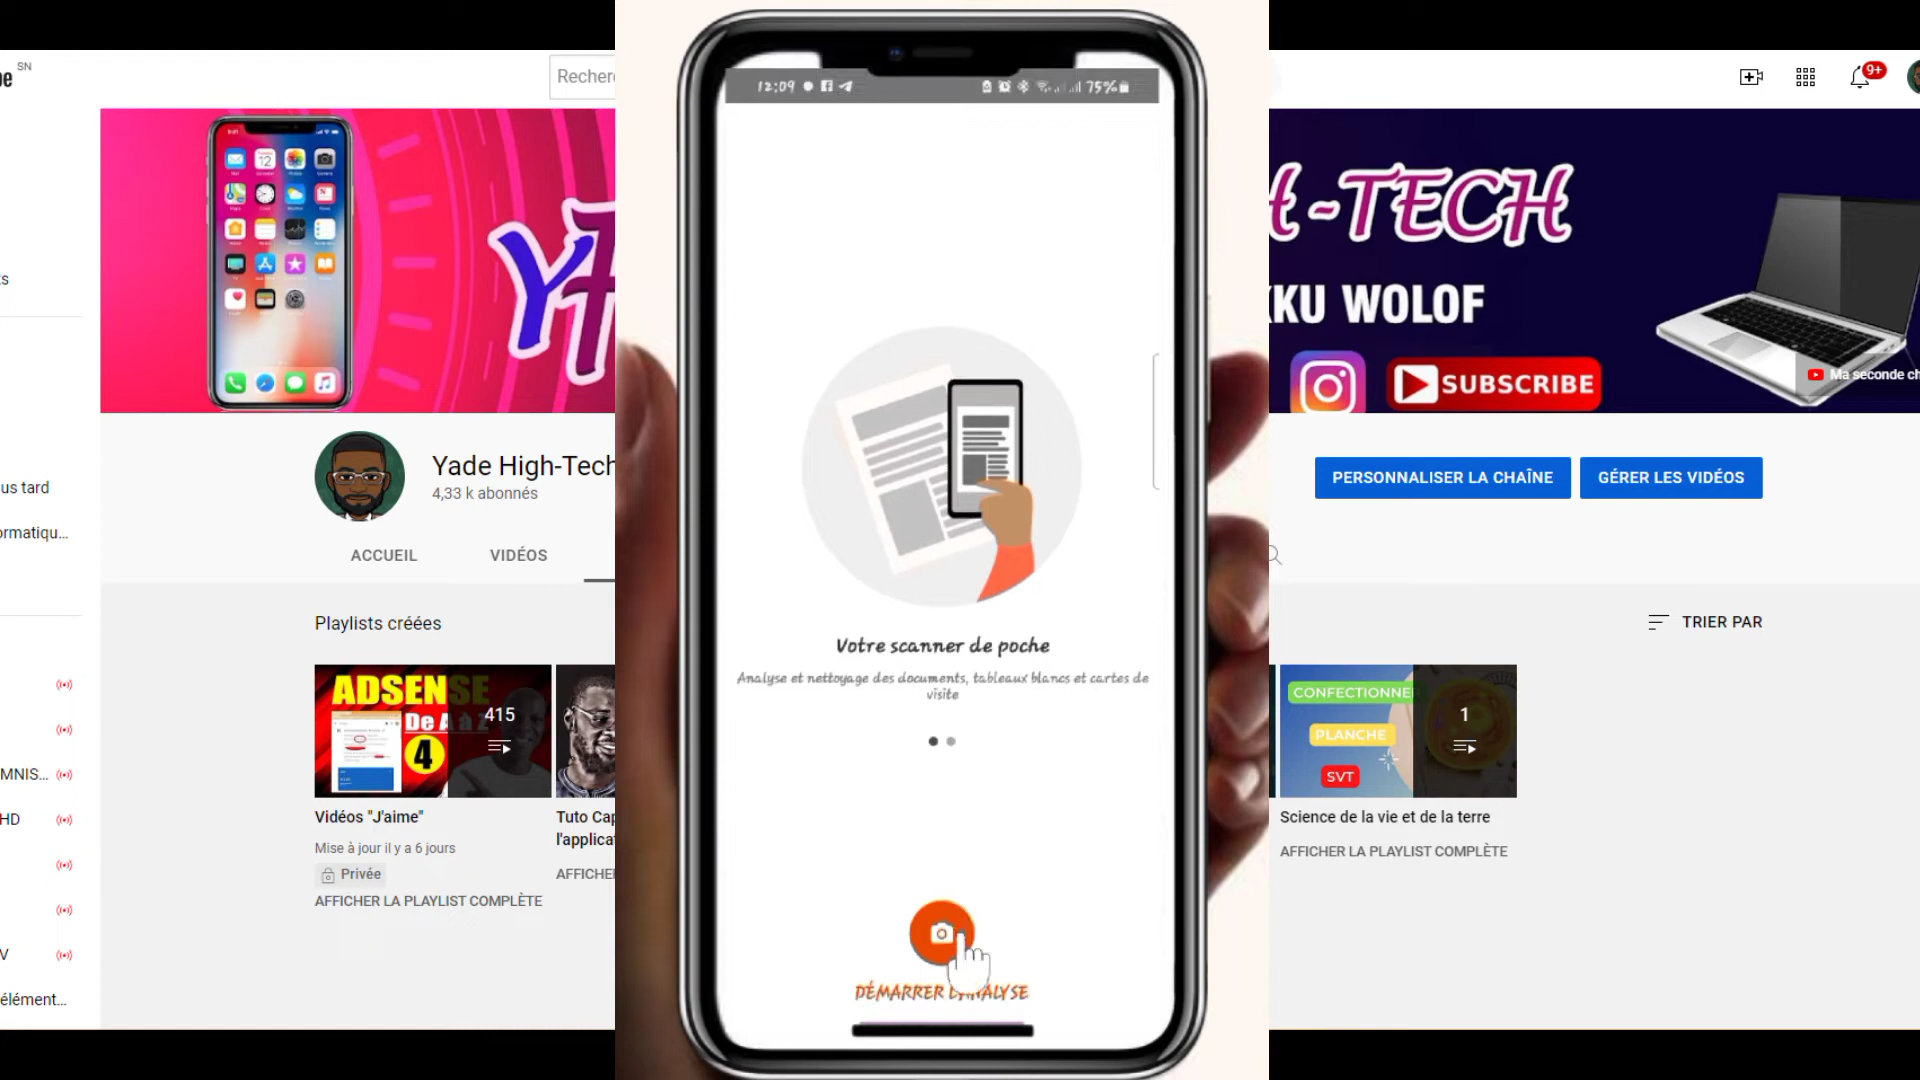 SN
Recher
9+
12:09
75%
H-TECH
KKU WOLOF
SUBSCRIBE
Ma seconde ch
Yade High-Tech
4,33 k abonnés
PERSONNALISER LA CHAÎNE
GÉRER LES VIDÉOS
us tard
ormatiqu...
ACCUEIL
VIDÉOS
Playlists créées
TRIER PAR
Votre scanner de poche
Analyse et nettoyage des documents, tableaux blancs et cartes de
visite
ADSENSE
De A à Z
4
415
CONFECTIONNER
PLANCHE
SVT
1
MNIS...
HD
V
élément...
Vidéos "J'aime"
Mise à jour il y a 6 jours
Privée
AFFICHER LA PLAYLIST COMPLÈTE
Tuto Cap
l'applicat
AFFICHE
Science de la vie et de la terre
AFFICHER LA PLAYLIST COMPLÈTE
DÉMARRER L'ANALYSE